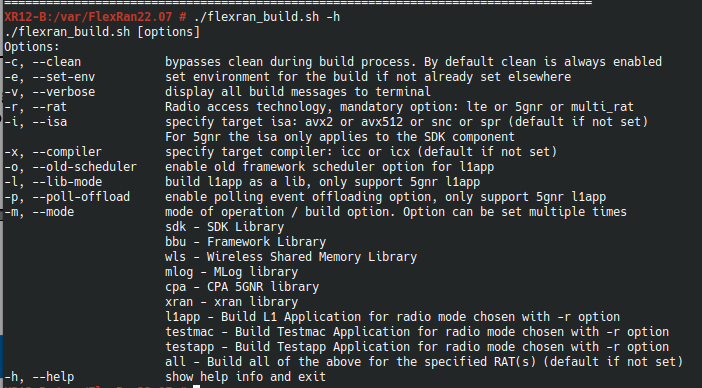 ================================================================================
XR12-B:/var/FlexRan22.07 # ./flexran_build.sh -h
./flexran_build.sh [options]
Options:
-c, --clean             bypasses clean during build process. By default clean is always enabled
-e, --set-env           set environment for the build if not already set elsewhere
-v, --verbose           display all build messages to terminal
-r, --rat               Radio access technology, mandatory option: lte or 5gnr or multi_rat
-i, --isa               specify target isa: avx2 or avx512 or snc or spr (default if not set)
                        For 5gnr the isa only applies to the SDK component
-x, --compiler          specify target compiler: icc or icx (default if not set)
-o, --old-scheduler     enable old framework scheduler option for l1app
-l, --lib-mode          build l1app as a lib, only support 5gnr l1app
-p, --poll-offload      enable polling event offloading option, only support 5gnr l1app
-m, --mode              mode of operation / build option. Option can be set multiple times
                        sdk - SDK Library
                        bbu - Framework Library
                        wls - Wireless Shared Memory Library
                        mlog - MLog library
                        cpa - CPA 5GNR library
                        xran - xran library
                        l1app - Build L1 Application for radio mode chosen with -r option
                        testmac - Build Testmac Application for radio mode chosen with -r option
                        testapp - Build Testapp Application for radio mode chosen with -r option
                        all - Build all of the above for the specified RAT(s) (default if not set)
-h, --help              show help info and exit